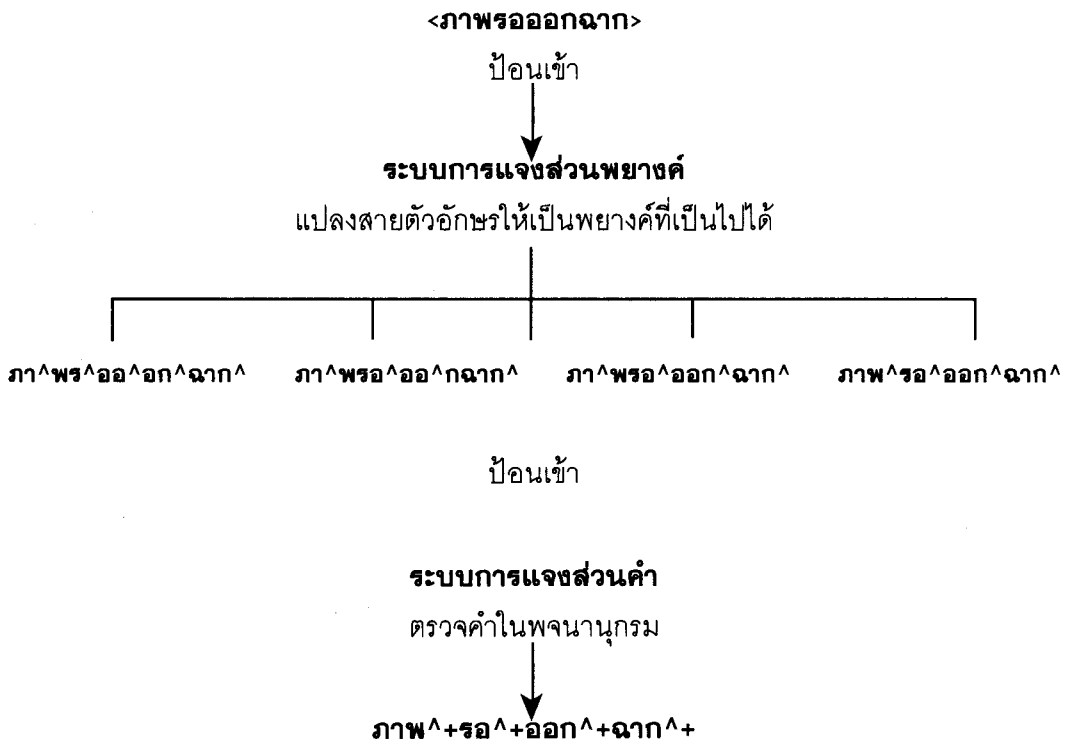 <ภาพรอออกฉาก>
ป้อนเข้า
ระบบการแจงส่วนพยางค์
แปลงสายตัวอักษรให้เป็นพยางค์ที่เป็นไปได้
ภา^พร^ออ^อก^ฉาก^ ภา^พรอ^ออ^กฉาก^ ภา^พรอ^ออก^ฉาก^ ภาพ^รอ^ออก^ฉาก^
ป้อนเข้า
ระบบการแจงส่วนคำ
ตรวจคำในพจนานุกรม
ภาพ^+รอ^+ออก^+ฉาก^+